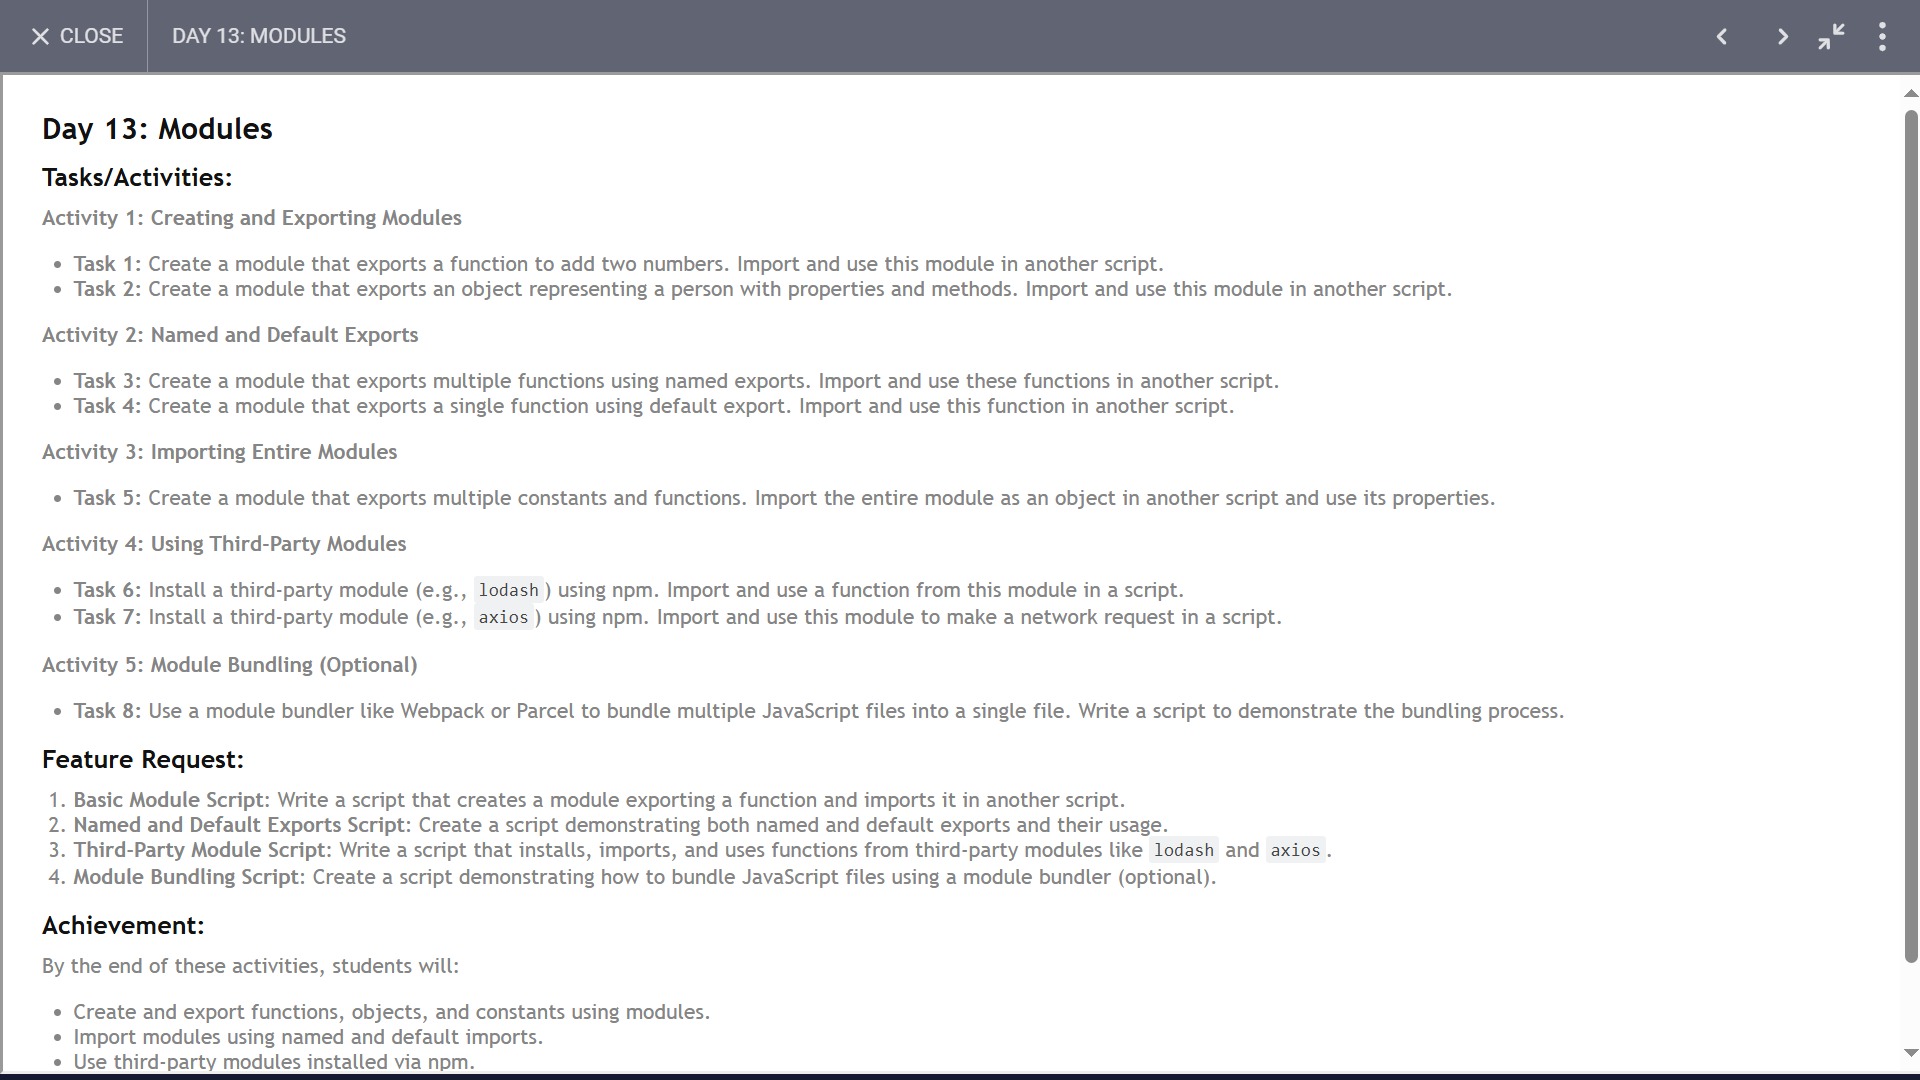 CLOSE
DAY 13: MODULES
Day 13: Modules
Tasks/Activities:
Activity 1: Creating and Exporting Modules
• Task 1: Create a module that exports a function to add two numbers. Import and use this module in another script.
• Task 2: Create a module that exports an object representing a person with properties and methods. Import and use this module in another script.
Activity 2: Named and Default Exports
• Task 3: Create a module that exports multiple functions using named exports. Import and use these functions in another script.
• Task 4: Create a module that exports a single function using default export. Import and use this function in another script.
Activity 3: Importing Entire Modules
• Task 5: Create a module that exports multiple constants and functions. Import the entire module as an object in another script and use its properties.
Activity 4: Using Third-Party Modules
• Task 6: Install a third-party module (e.g., lodash) using npm. Import and use a function from this module in a script.
• Task 7: Install a third-party module (e.g., axios) using npm. Import and use this module to make a network request in a script.
Activity 5: Module Bundling (Optional)
• Task 8: Use a module bundler like Webpack or Parcel to bundle multiple JavaScript files into a single file. Write a script to demonstrate the bundling process.
Feature Request:
1. Basic Module Script: Write a script that creates a module exporting a function and imports it in another script.
2. Named and Default Exports Script: Create a script demonstrating both named and default exports and their usage.
3. Third-Party Module Script: Write a script that installs, imports, and uses functions from third-party modules like lodash and axios.
4. Module Bundling Script: Create a script demonstrating how to bundle JavaScript files using a module bundler (optional).
Achievement:
By the end of these activities, students will:
• Create and export functions, objects, and constants using modules.
• Import modules using named and default imports.
• Use third-party modules installed via npm.